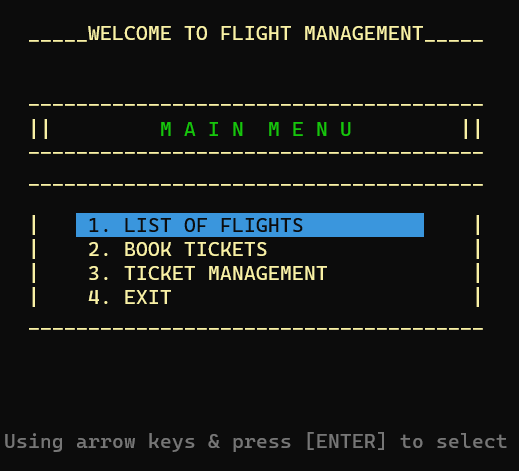 _____WELCOME TO FLIGHT MANAGEMENT_____
______________________________________
||         M A I N  M E N U         ||
______________________________________
______________________________________
|    1. LIST OF FLIGHTS              |
|    2. BOOK TICKETS                 |
|    3. TICKET MANAGEMENT            |
|    4. EXIT                         |
______________________________________
Using arrow keys & press [ENTER] to select